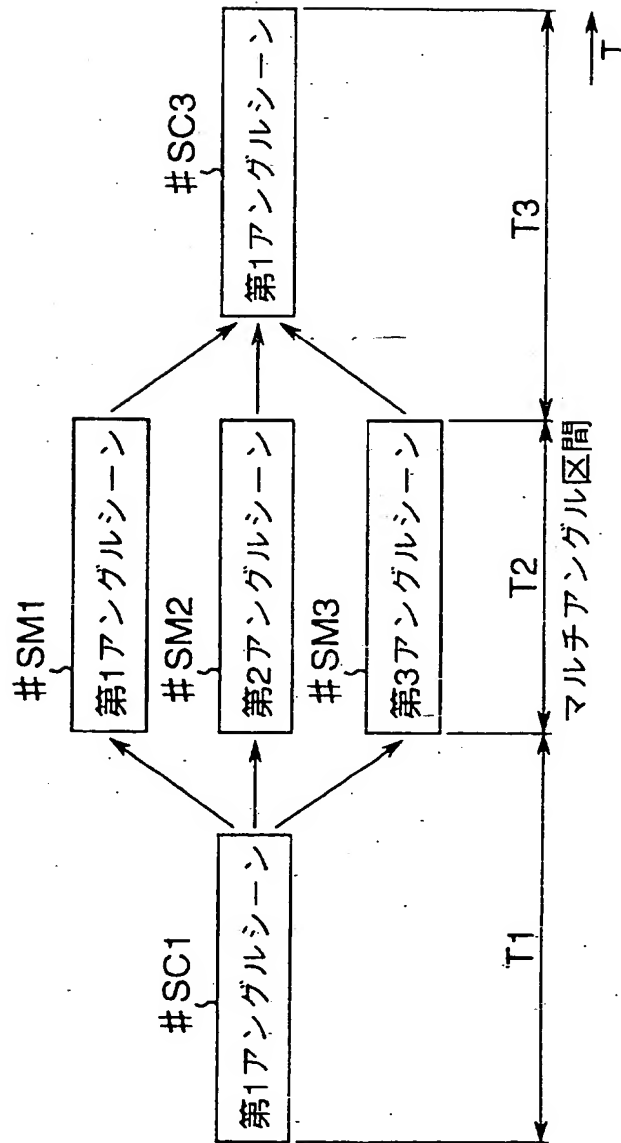 #SC1
第1アングルシーン
#SM1
第1アングルシーン
#SM2
第2アングルシーン
#SM3
第3アングルシーン
#SC3
第1アングルシーン
T1
T2
T3
マルチアングル区間
T